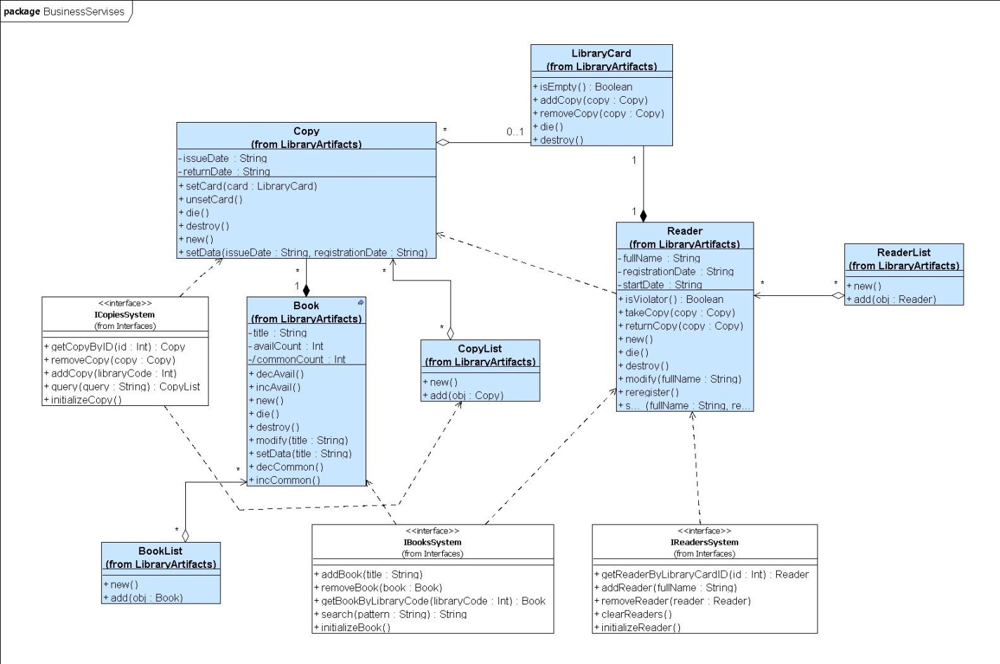 package BusinessServises
LibraryCard
(from LibraryArtifacts)
+ isEmpty() : Boolean
+ addCopy(copy : Copy)
+ removeCopy(copy : Copy)
+ die()
+ destroy()
Copy
(from LibraryArtifacts)
- issueDate : String
- returnDate : String
+ setCard(card : LibraryCard)
+ unsetCard()
+ die()
+ destroy()
+ new()
+ setData(issueDate : String, registrationDate : String)
*
0..1
1
1
Reader
(from LibraryArtifacts)
- fullName : String
- registrationDate : String
- startDate : String
+ isViolator() : Boolean
+ takeCopy(copy : Copy)
+ returnCopy(copy : Copy)
+ new()
+ die()
+ destroy()
+ modify(fullName : String)
+ reregister()
+ s... (fullName : String, re...
*
*
ReaderList
(from LibraryArtifacts)
+ new()
+ add(obj : Reader)
*
1
*
*
<<interface>>
ICopiesSystem
(from Interfaces)
+ getCopyByID(id : Int) : Copy
+ removeCopy(copy : Copy)
+ addCopy(libraryCode : Int)
+ query(query : String) : CopyList
+ initializeCopy()
Book
(from LibraryArtifacts)
- title : String
- availCount : Int
- /commonCount : Int
+ decAvail()
+ incAvail()
+ new()
+ die()
+ destroy()
+ modify(title : String)
+ setData(title : String)
+ decCommon()
+ incCommon()
CopyList
(from LibraryArtifacts)
+ new()
+ add(obj : Copy)
*
*
BookList
(from LibraryArtifacts)
+ new()
+ add(obj : Book)
<<interface>>
IBooksSystem
(from Interfaces)
+ addBook(title : String)
+ removeBook(book : Book)
+ getBookByLibraryCode(libraryCode : Int) : Book
+ search(pattern : String) : String
+ initializeBook()
<<interface>>
IReadersSystem
(from Interfaces)
+ getReaderByLibraryCardID(id : Int) : Reader
+ addReader(fullName : String)
+ removeReader(reader : Reader)
+ clearReaders()
+ initializeReader()